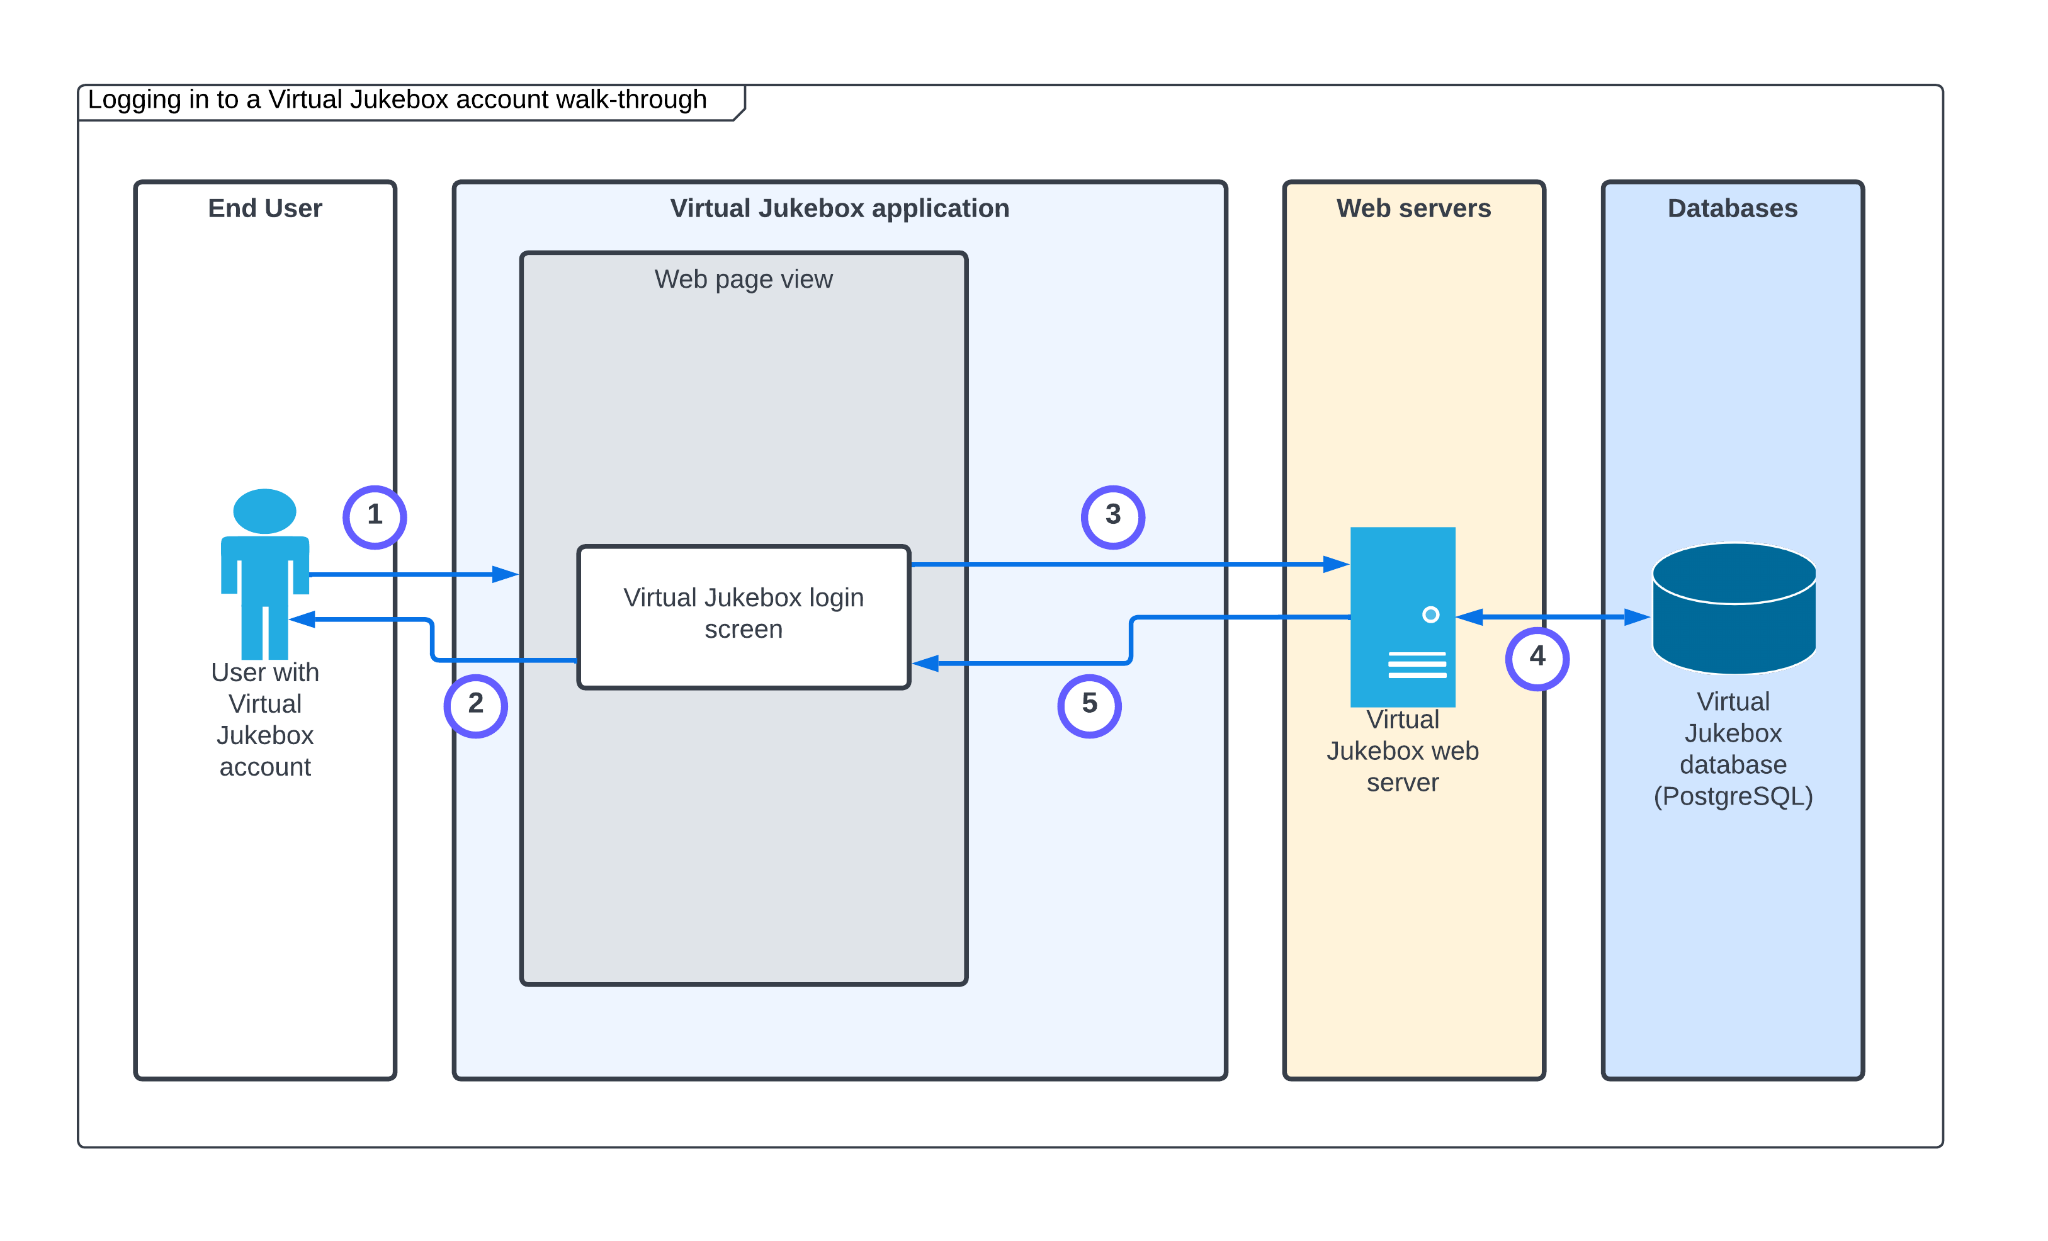 Logging in to a Virtual Jukebox account walk-through
End User
Virtual Jukebox application
Web servers
Databases
Web page view
1
3
Virtual Jukebox login
screen
4
2
5
User with
Virtual
Jukebox
account
Virtual
Jukebox web
server
Virtual
Jukebox
database
(PostgreSQL)